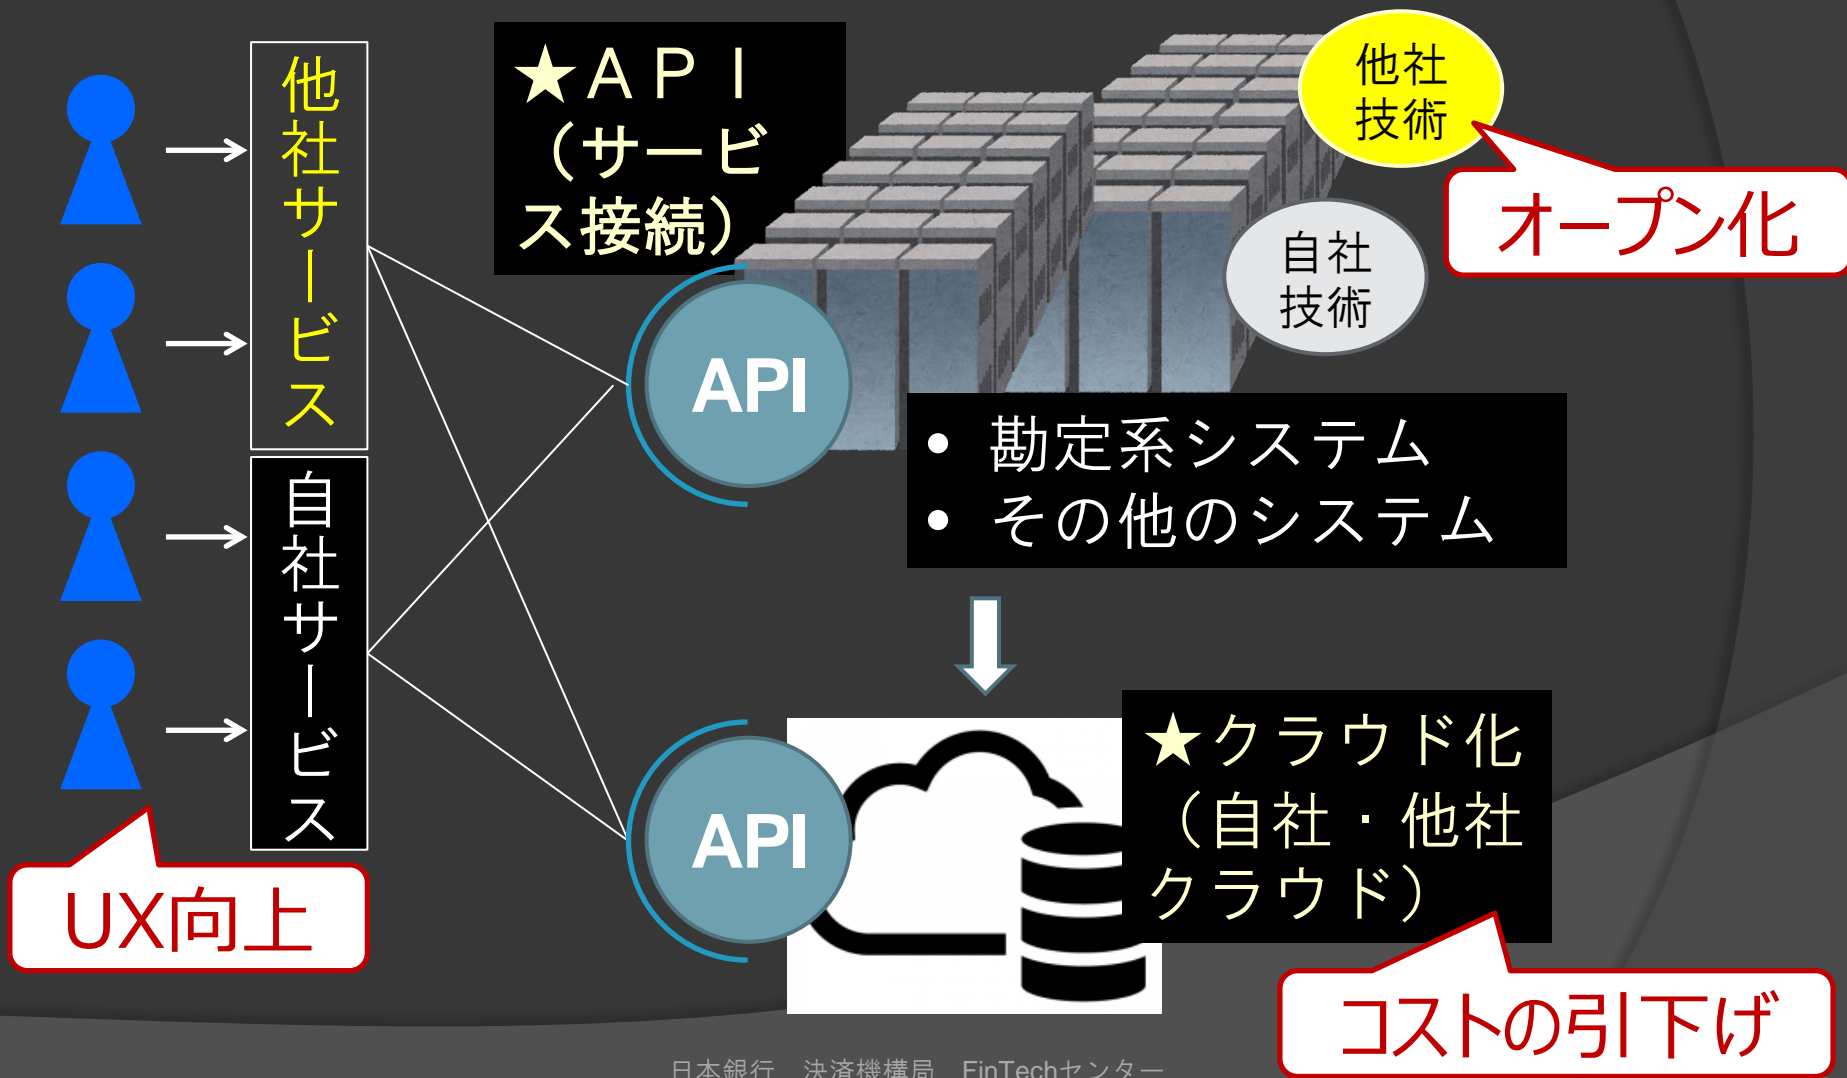 他社サービス
自社サービス
UX向上
★ＡＰＩ
（サービ
ス接続）
API
他社
技術
オープン化
自社
技術
• 勘定系システム
• その他のシステム
API
★クラウド化
（自社・他社
クラウド）
コストの引下げ
日本銀行　決済機構局　FinTechセンター